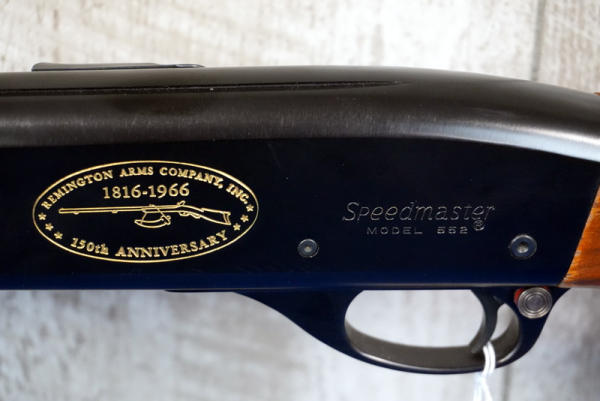 REMINGTON ARMS COMPANY, INC.
1816-1966
150th ANNIVERSARY
Speedmaster
MODEL 552